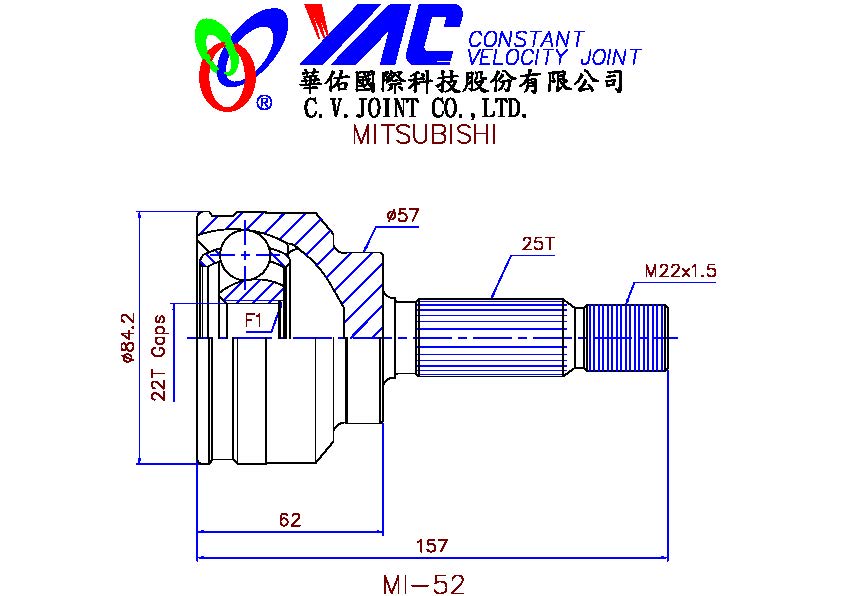 YAC CONSTANT
VELOCITY JOINT
®
華佑國際科技股份有限公司
C.V.JOINT CO.,LTD.
MITSUBISHI
ø57
25T
M22x1.5
ø84.2
22T Gaps
F1
62
157
MI-52